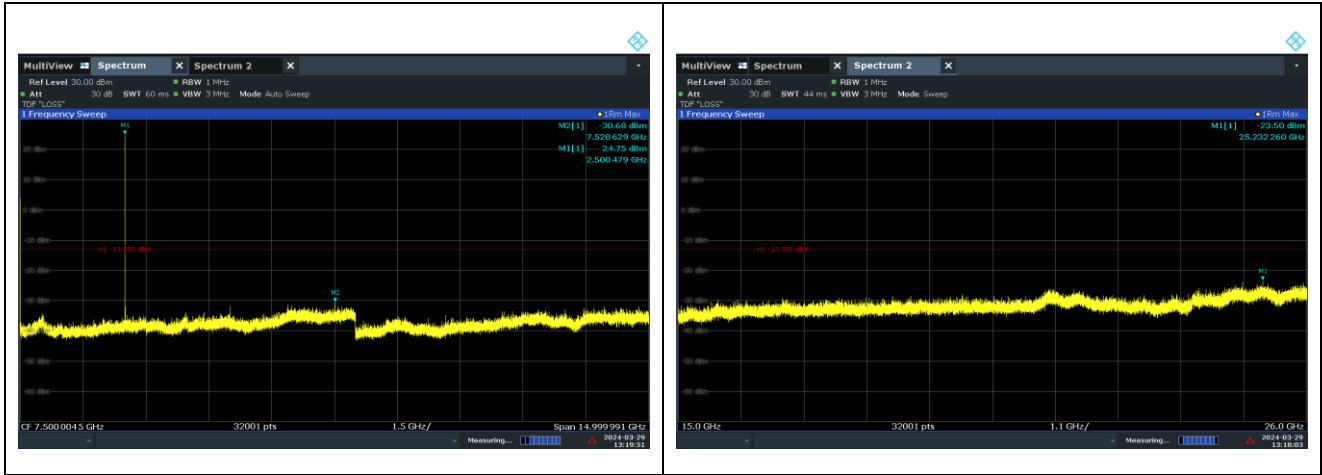 MultiView Spectrum X Spectrum 2 X
Ref Level 30.00 dBm RBW 1 MHz
Att 30 dB SWT 60 ms VBW 3 MHz Mode Auto Sweep
TDF "LOSS"
1 Frequency Sweep 1Rm Max
M1
M2[1] -30.68 dBm
7.520 629 GHz
M1[1] 24.75 dBm
2.500 479 GHz
20 dBm
10 dBm
0 dBm
-10 dBm
H1 -13.000 dBm
-20 dBm
M2
-30 dBm
-40 dBm
-50 dBm
-60 dBm
CF 7.5000045 GHz 32001 pts 1.5 GHz/ Span 14.999991 GHz
Measuring... 2024-03-29
13:19:51
MultiView Spectrum X Spectrum 2 X
Ref Level 30.00 dBm RBW 1 MHz
Att 30 dB SWT 44 ms VBW 3 MHz Mode Sweep
TDF "LOSS"
1 Frequency Sweep 1Rm Max
M1[1] -23.50 dBm
25.232 260 GHz
20 dBm
10 dBm
0 dBm
-10 dBm
H1 -13.000 dBm
-20 dBm
M1
-30 dBm
-40 dBm
-50 dBm
-60 dBm
15.0 GHz 32001 pts 1.1 GHz/ 26.0 GHz
Measuring... 2024-03-29
13:18:03